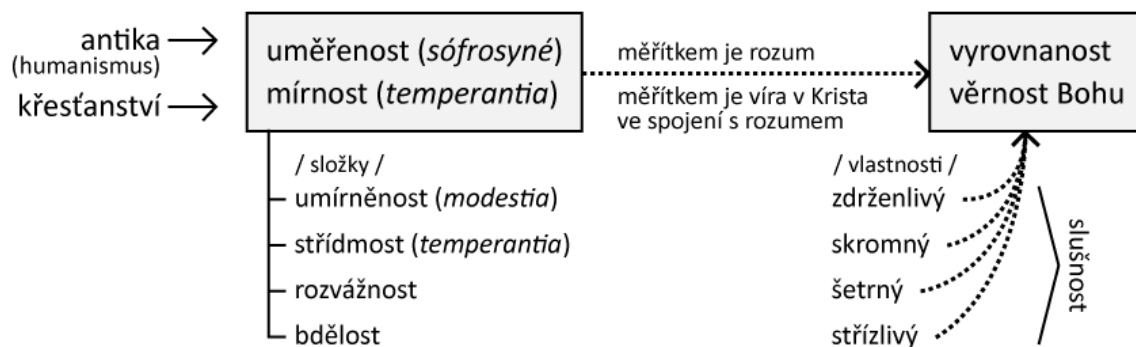 antika
(humanismus)
křesťanství
uměřenost (sófrosyné)
mírnost (temperantia)
měřítkem je rozum
měřítkem je víra v Krista
ve spojení s rozumem
vyrovnanost
věrnost Bohu
/ složky /
umírněnost (modestia)
střídmost (temperantia)
rozvážnost
bdělost
/ vlastnosti /
zdrženlivý
skromný
šetrný
střízlivý
slušnost